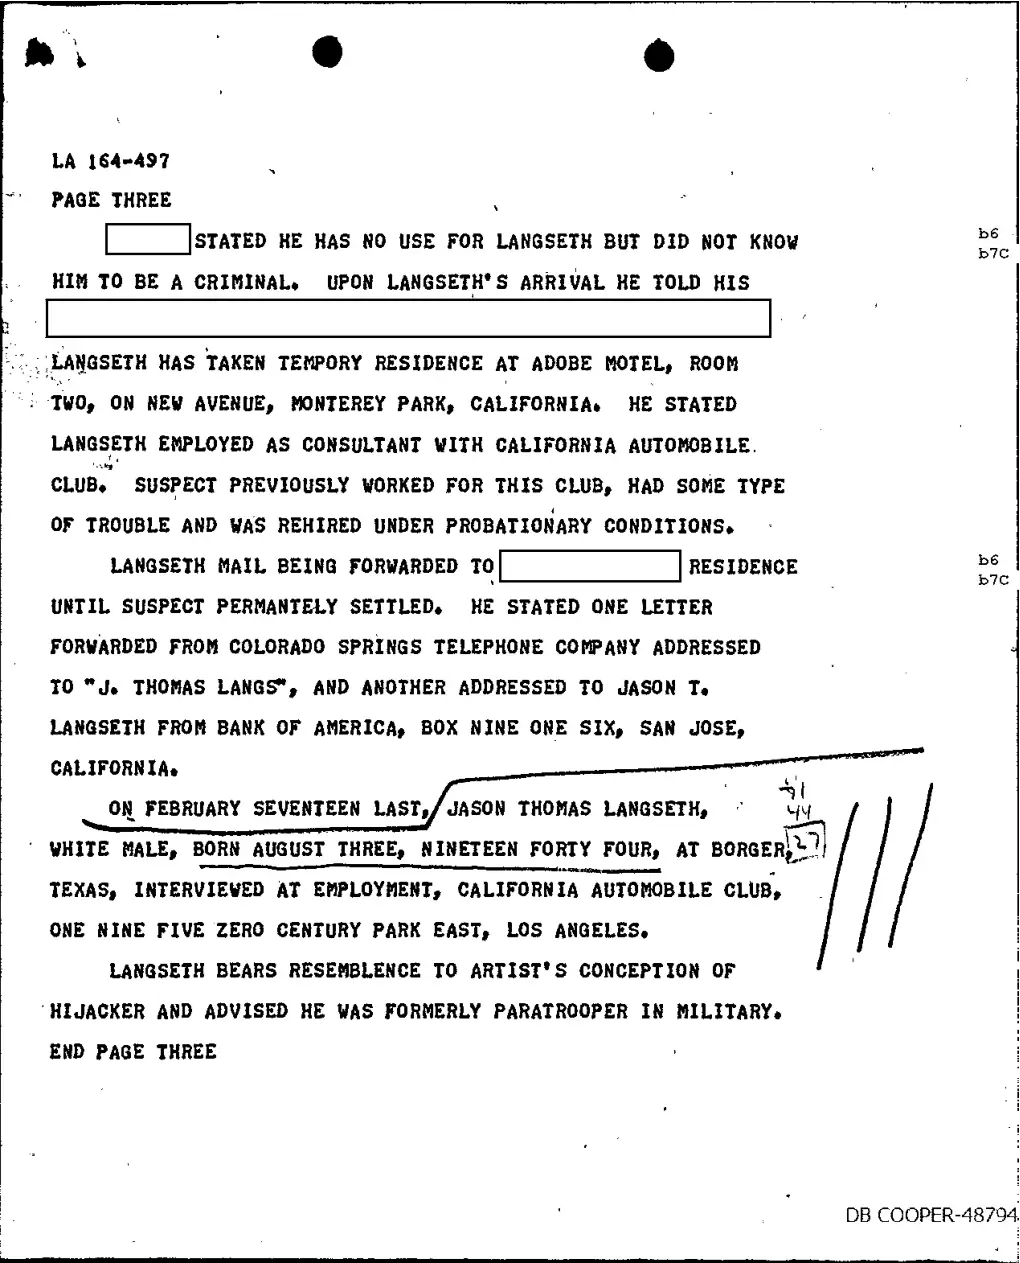 LA 164-497
PAGE THREE
STATED HE HAS NO USE FOR LANGSETH BUT DID NOT KNOW
b6
b7C
HIM TO BE A CRIMINAL. UPON LANGSETH'S ARRIVAL HE TOLD HIS
LANGSETH HAS TAKEN TEMPORY RESIDENCE AT ADOBE MOTEL, ROOM
TWO, ON NEW AVENUE, MONTEREY PARK, CALIFORNIA. HE STATED
LANGSETH EMPLOYED AS CONSULTANT WITH CALIFORNIA AUTOMOBILE
CLUB. SUSPECT PREVIOUSLY WORKED FOR THIS CLUB, HAD SOME TYPE
OF TROUBLE AND WAS REHIRED UNDER PROBATIONARY CONDITIONS.
LANGSETH MAIL BEING FORWARDED TO RESIDENCE
b6
b7C
UNTIL SUSPECT PERMANTELY SETTLED. HE STATED ONE LETTER
FORWARDED FROM COLORADO SPRINGS TELEPHONE COMPANY ADDRESSED
TO "J. THOMAS LANGS", AND ANOTHER ADDRESSED TO JASON T.
LANGSETH FROM BANK OF AMERICA, BOX NINE ONE SIX, SAN JOSE,
CALIFORNIA.
71
ON FEBRUARY SEVENTEEN LAST, JASON THOMAS LANGSETH,
44
27
WHITE MALE, BORN AUGUST THREE, NINETEEN FORTY FOUR, AT BORGER,
TEXAS, INTERVIEWED AT EMPLOYMENT, CALIFORNIA AUTOMOBILE CLUB,
ONE NINE FIVE ZERO CENTURY PARK EAST, LOS ANGELES.
LANGSETH BEARS RESEMBLENCE TO ARTIST'S CONCEPTION OF
HIJACKER AND ADVISED HE WAS FORMERLY PARATROOPER IN MILITARY.
END PAGE THREE
DB COOPER-48794